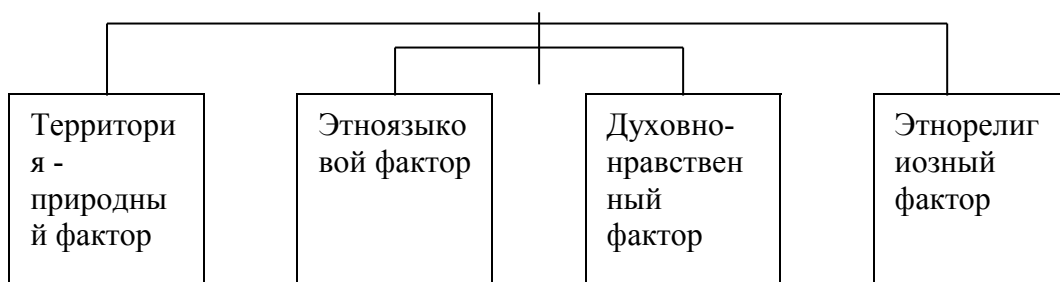 Территори
я -
природны
й фактор
Этноязыко
вой фактор
Духовно-
нравствен
ный
фактор
Этнорелиг
иозный
фактор